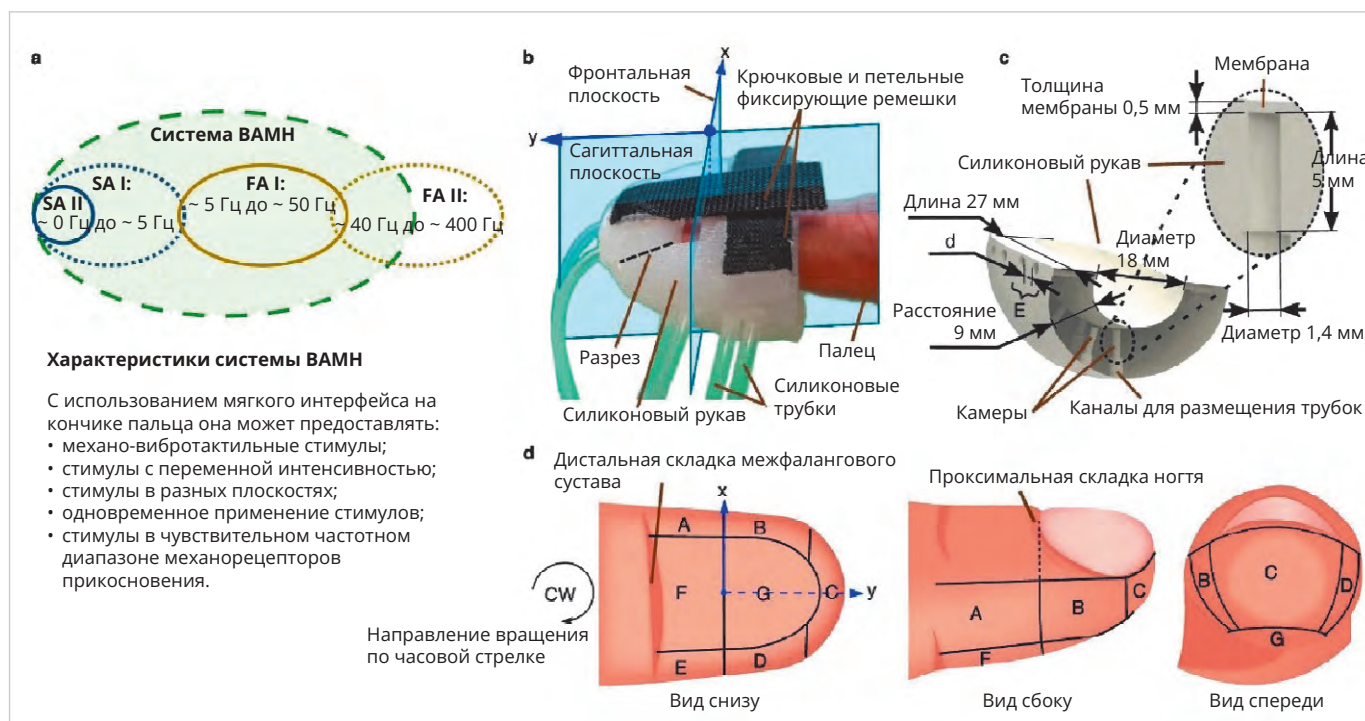 a
Система BAMH
SA I:
SA II
~ 0 Гц до ~ 5 Гц
FA I:
~ 5 Гц до ~ 50 Гц
FA II:
~ 40 Гц до ~ 400 Гц
Характеристики системы BAMH
С использованием мягкого интерфейса на
кончике пальца она может предоставлять:
• механо-вибротактильные стимулы;
• стимулы с переменной интенсивностью;
• стимулы в разных плоскостях;
• одновременное применение стимулов;
• стимулы в чувствительном частотном
диапазоне механорецепторов
прикосновения.
b
x
Фронтальная
плоскость
Крючковые и петельные
фиксирующие ремешки
y
Сагиттальная
плоскость
Разрез
Палец
Силиконовый рукав
Силиконовые
трубки
c
Мембрана
Толщина
мембраны 0,5 мм
Силиконовый рукав
Длина
5 мм
Длина 27 мм
d
Диаметр
18 мм
E
Расстояние
9 мм
Диаметр 1,4 мм
Камеры
Каналы для размещения трубок
d
Дистальная складка межфалангового
сустава
x
A
B
F
G
C
y
E
D
CW
Направление вращения
по часовой стрелке
Вид снизу
Проксимальная складка ногтя
A
B
C
F
Вид сбоку
B
C
D
G
Вид спереди